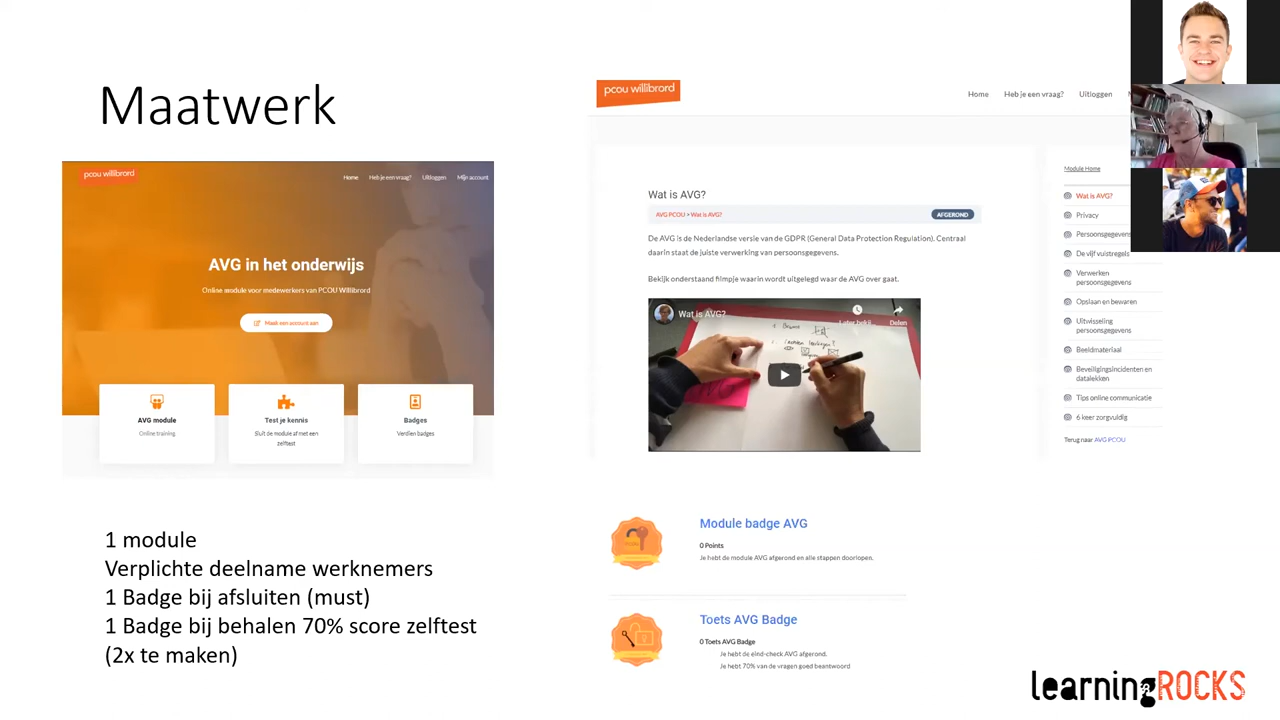 Maatwerk
pcou willibrord
Home Heb je een vraag? Uitloggen Mijn account
AVG in het onderwijs
Online module voor medewerkers van PCOU Willibrord
Maak een account aan
AVG module
Online training
Test je kennis
Sluit de module af met een
zelftest
Badges
Verdien badges
1 module
Verplichte deelname werknemers
1 Badge bij afsluiten (must)
1 Badge bij behalen 70% score zelftest
(2x te maken)
pcou willibrord
Home Heb je een vraag? Uitloggen
Wat is AVG?
AVG PCOU > Wat is AVG?
AFGEROND
De AVG is de Nederlandse versie van de GDPR (General Data Protection Regulation). Centraal
daarin staat de juiste verwerking van persoonsgegevens.
Bekijk onderstaand filmpje waarin wordt uitgelegd waar de AVG over gaat.
Wat is AVG?
Later beki...
Delen
Module Home
Wat is AVG?
Privacy
Persoonsgegevens
De vijf vuistregels
Verwerken
persoonsgegevens
Opslaan en bewaren
Uitwisseling
persoonsgegevens
Beeldmateriaal
Beveiligingsincidenten en
datalekken
Tips online communicatie
6 keer zorgvuldig
Terug naar AVG PCOU
Module badge AVG
0 Points
Je hebt de module AVG afgerond en alle stappen doorlopen.
Toets AVG Badge
0 Toets AVG Badge
Je hebt de eind-check AVG afgerond.
Je hebt 70% van de vragen goed beantwoord
learningROCKS